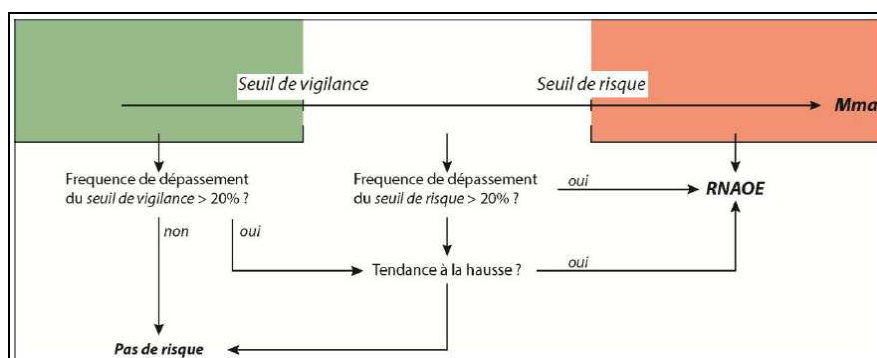 Seuil de vigilance
Seuil de risque
Mma
Frequence de dépassement
du seuil de vigilance > 20% ?
Frequence de dépassement
du seuil de risque > 20% ?
oui
RNAOE
non
oui
Tendance à la hausse ?
oui
Pas de risque